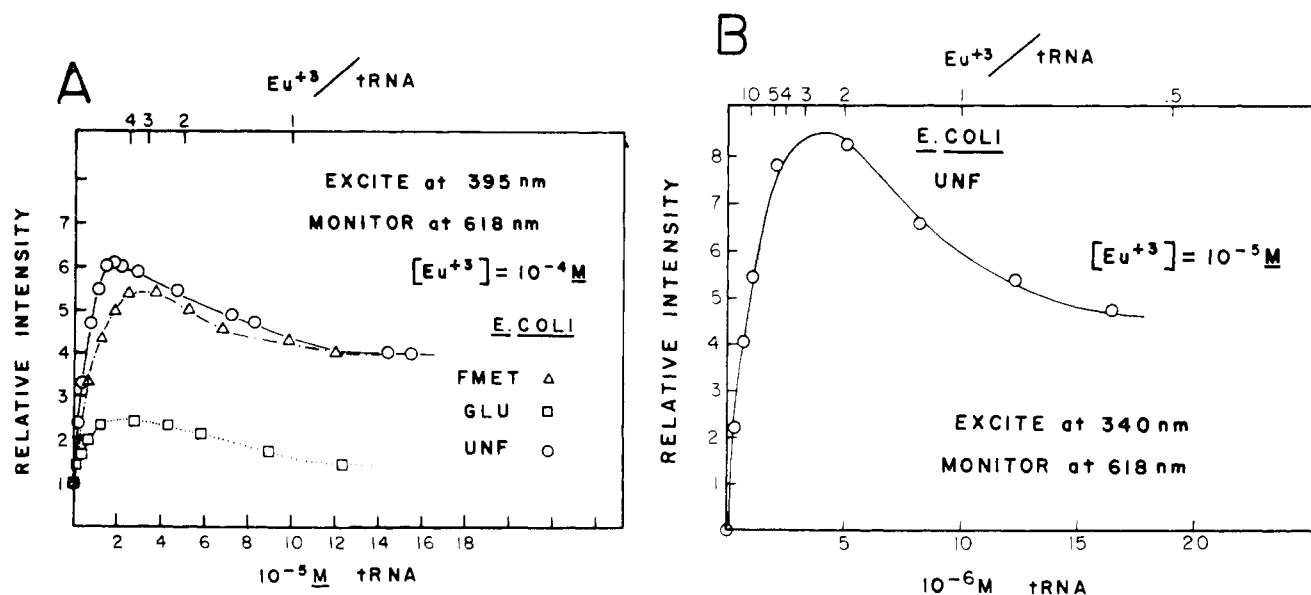 A
Eu+3/tRNA
4 3 2 1
EXCITE at 395 nm
MONITOR at 618 nm
[Eu+3] = 10-4 M
E. COLI
FMET △
GLU □
UNF ○
RELATIVE INTENSITY
7
6
5
4
3
2
1
2 4 6 8 10 12 14 16 18
10-5 M tRNA
B
Eu+3/tRNA
10 5 4 3 2 1 .5
E. COLI
UNF
[Eu+3] = 10-5 M
EXCITE at 340 nm
MONITOR at 618 nm
RELATIVE INTENSITY
8
7
6
5
4
3
2
1
0
5 10 15 20
10-6M tRNA